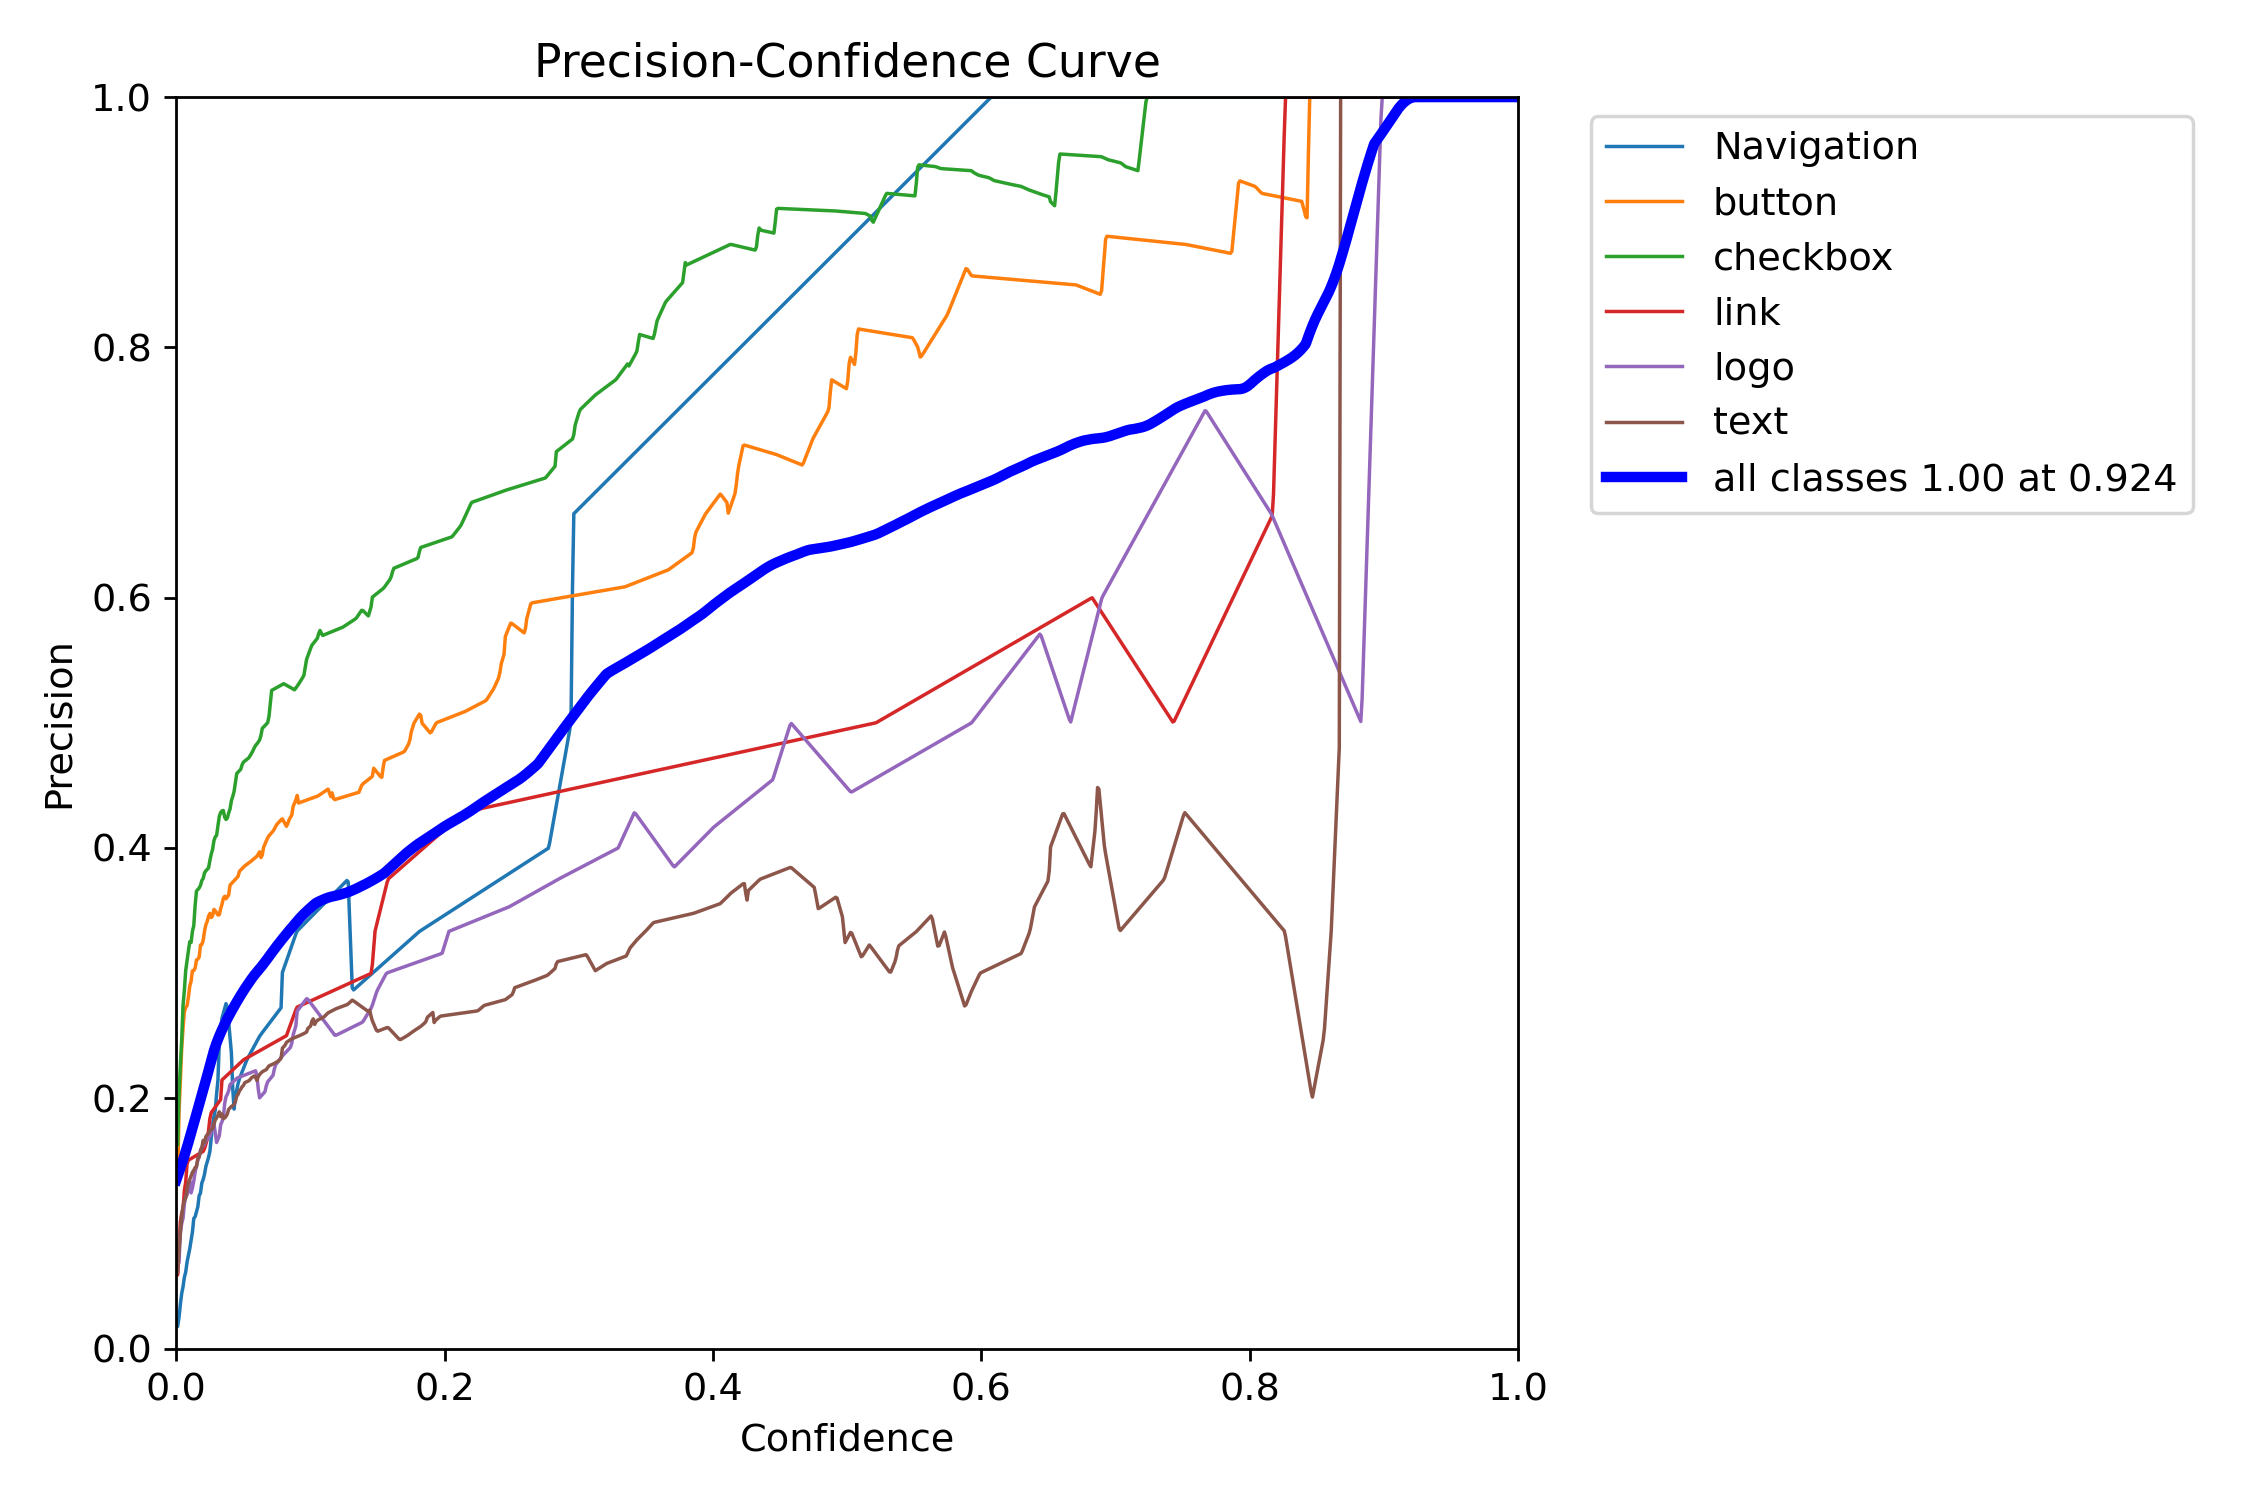 Precision-Confidence Curve
1.0
0.8
0.6
0.4
0.2
0.0
Precision
0.0 0.2 0.4 0.6 0.8 1.0
Confidence
Navigation
button
checkbox
link
logo
text
all classes 1.00 at 0.924